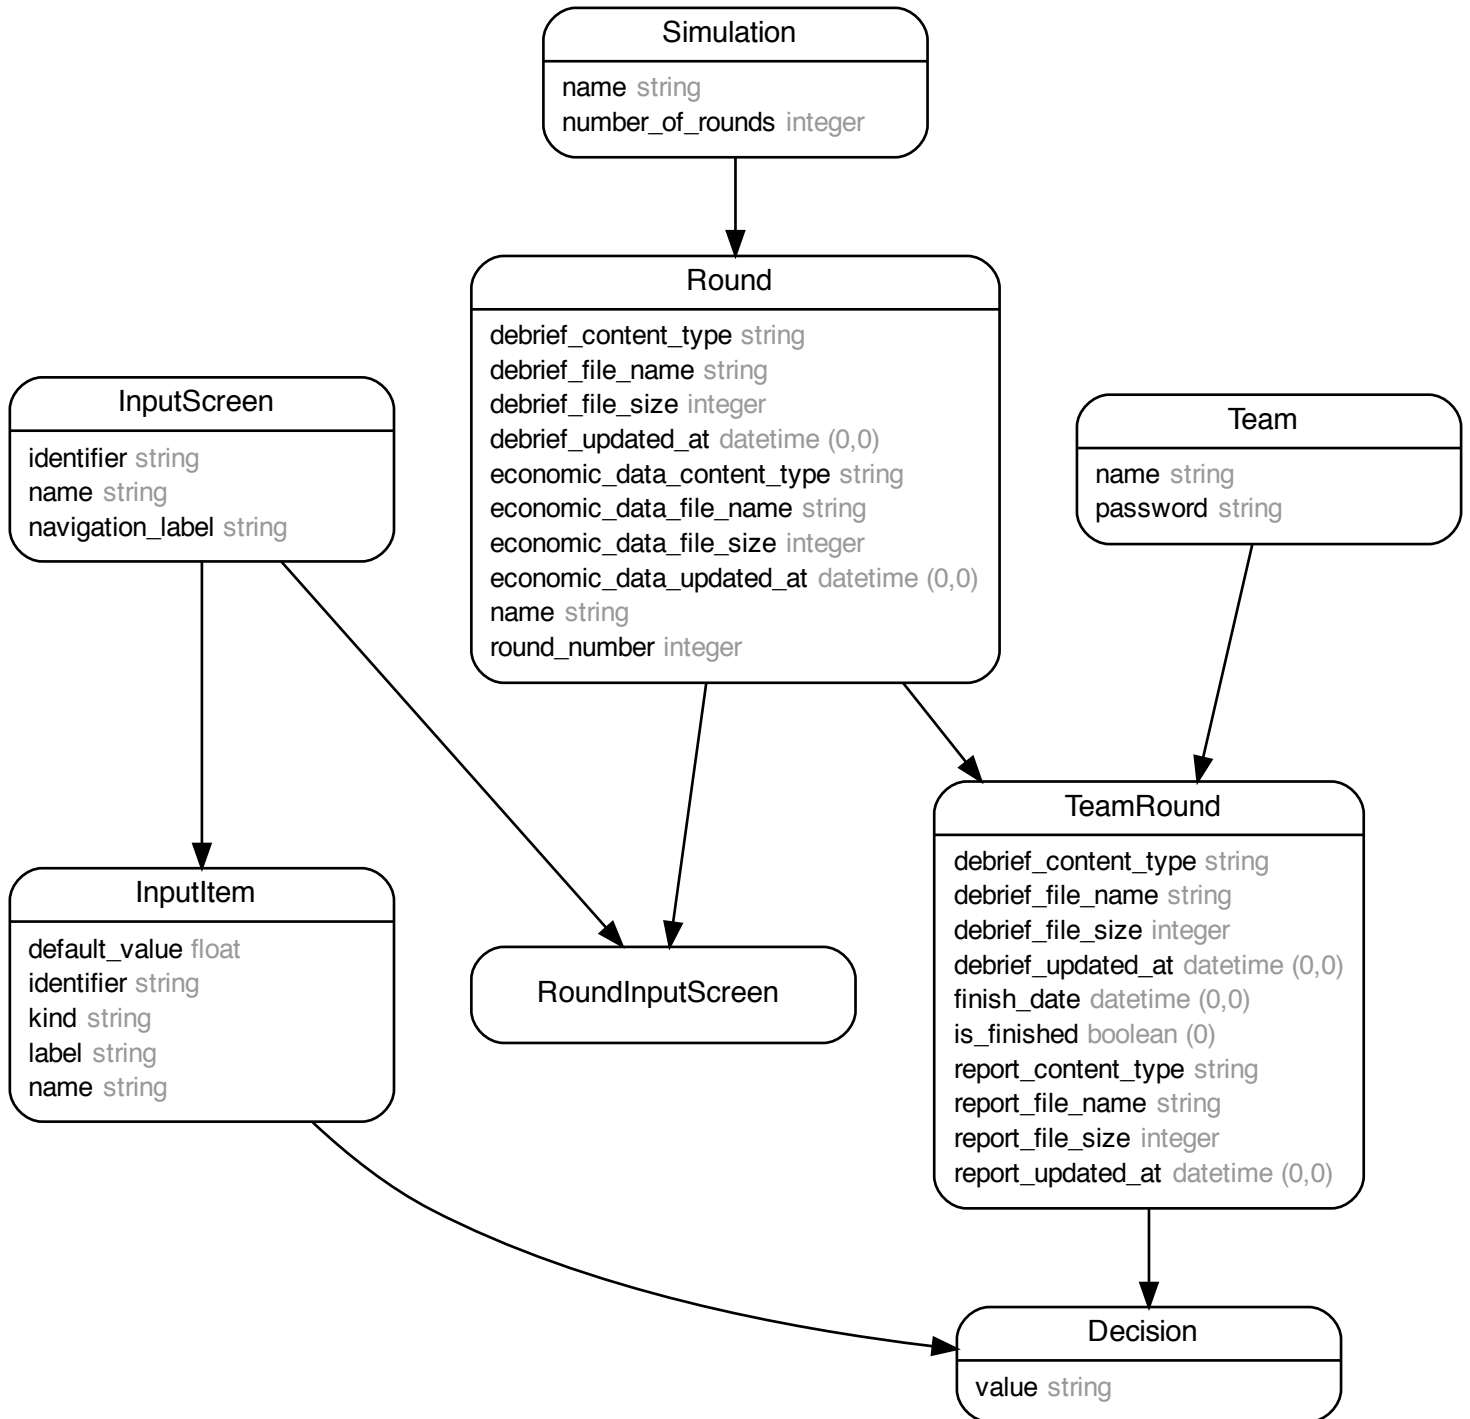 Simulation
name string
number_of_rounds integer
Round
debrief_content_type string
debrief_file_name string
debrief_file_size integer
debrief_updated_at datetime (0,0)
economic_data_content_type string
economic_data_file_name string
economic_data_file_size integer
economic_data_updated_at datetime (0,0)
name string
round_number integer
InputScreen
identifier string
name string
navigation_label string
Team
name string
password string
TeamRound
debrief_content_type string
debrief_file_name string
debrief_file_size integer
debrief_updated_at datetime (0,0)
finish_date datetime (0,0)
is_finished boolean (0)
report_content_type string
report_file_name string
report_file_size integer
report_updated_at datetime (0,0)
InputItem
default_value float
identifier string
kind string
label string
name string
RoundInputScreen
Decision
value string